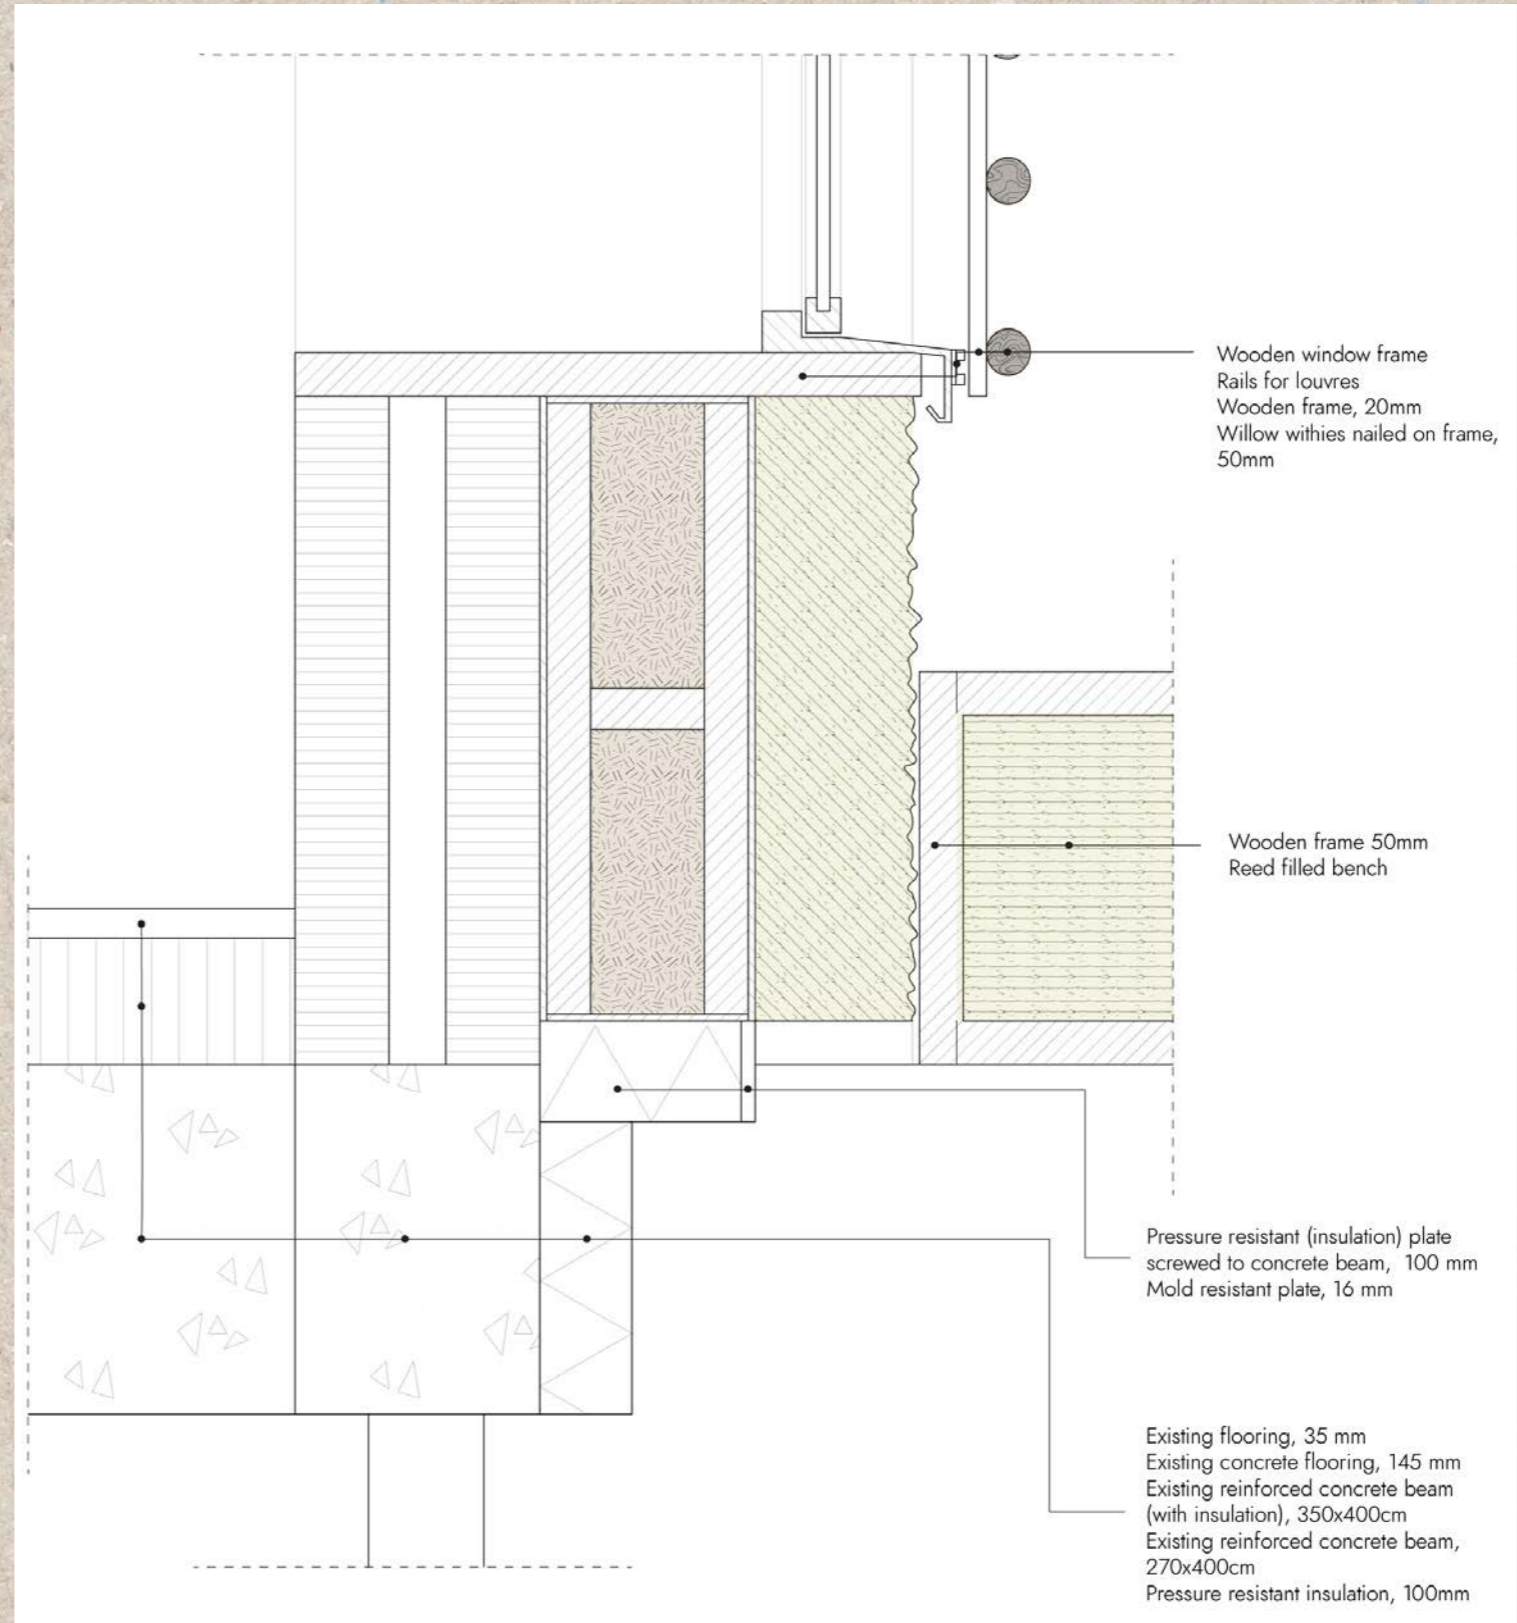 Wooden window frame
Rails for louvres
Wooden frame, 20mm
Willow withies nailed on frame,
50mm
Wooden frame 50mm
Reed filled bench
Pressure resistant (insulation) plate
screwed to concrete beam, 100 mm
Mold resistant plate, 16 mm
Existing flooring, 35 mm
Existing concrete flooring, 145 mm
Existing reinforced concrete beam
(with insulation), 350x400cm
Existing reinforced concrete beam,
270x400cm
Pressure resistant insulation, 100mm